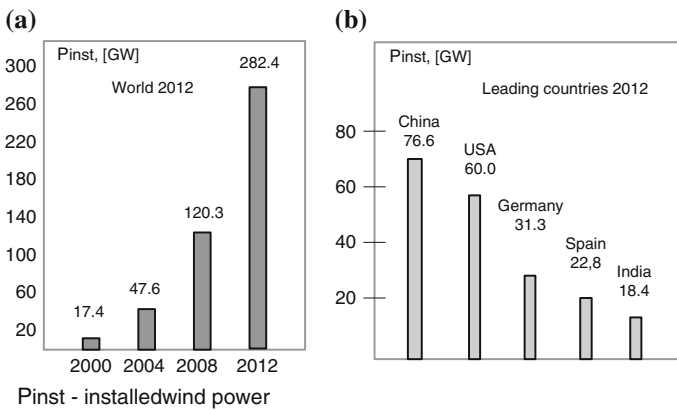 (a)
Pinst, [GW]
World 2012
300
260
220
180
140
100
60
20
17.4
47.6
120.3
282.4
2000 2004 2008 2012
Pinst - installedwind power
(b)
Pinst, [GW]
Leading countries 2012
80
60
40
20
China
76.6
USA
60.0
Germany
31.3
Spain
22,8
India
18.4